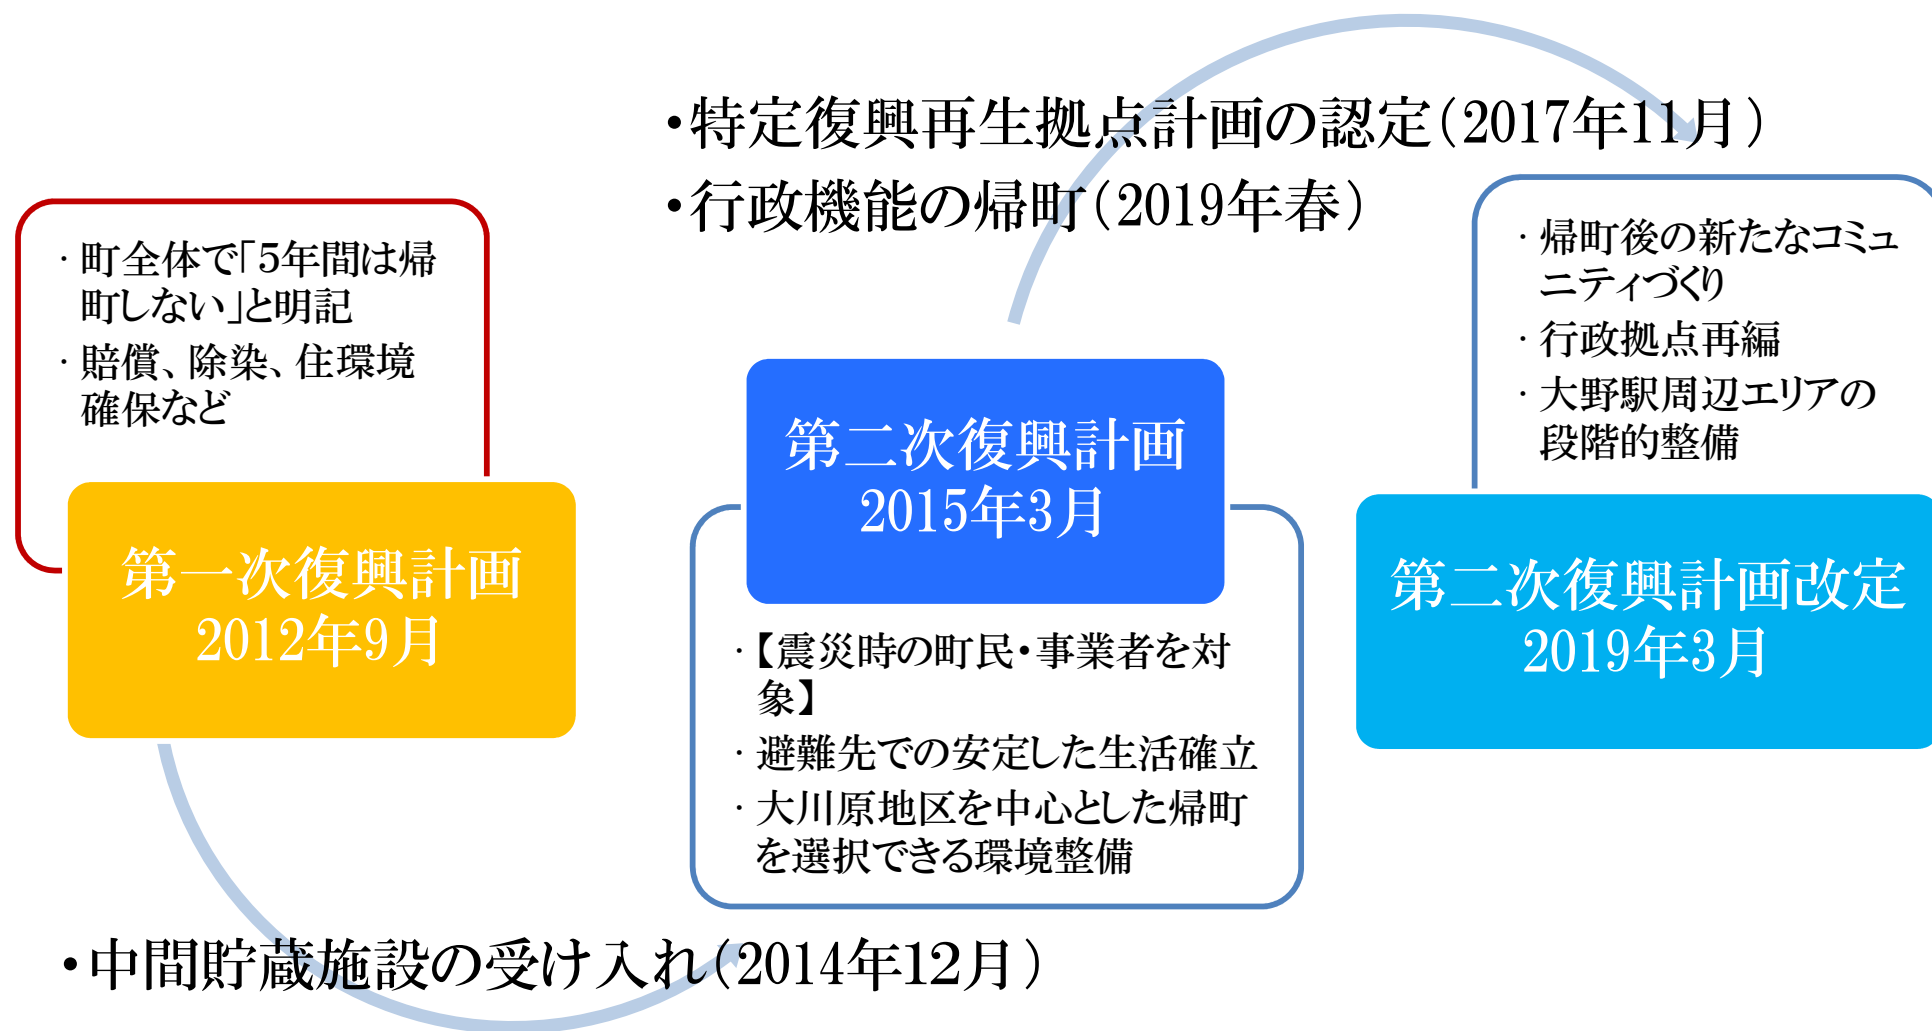 ・特定復興再生拠点計画の認定（2017年11月）
・行政機能の帰町（2019年春）
・町全体で「5年間は帰
町しない」と明記
・賠償、除染、住環境
確保など
第一次復興計画
2012年9月
第二次復興計画
2015年3月
・【震災時の町民・事業者を対
象】
・避難先での安定した生活確立
・大川原地区を中心とした帰町
を選択できる環境整備
・帰町後の新たなコミュ
ニティづくり
・行政拠点再編
・大野駅周辺エリアの
段階的整備
第二次復興計画改定
2019年3月
・中間貯蔵施設の受け入れ（2014年12月）